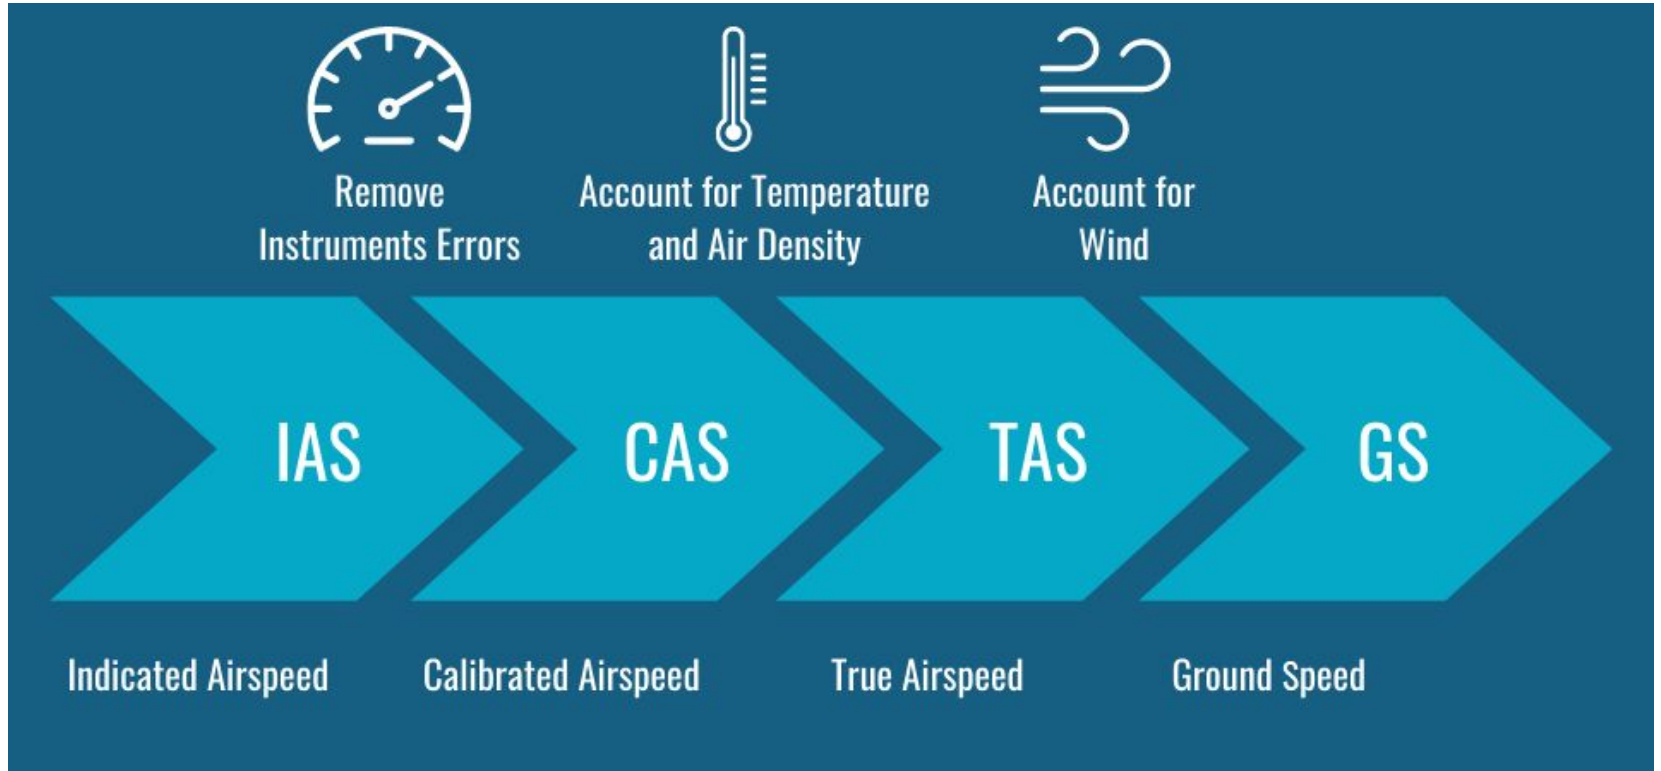 Remove
Instruments Errors
Account for Temperature
and Air Density
Account for
Wind
IAS
CAS
TAS
GS
Indicated Airspeed
Calibrated Airspeed
True Airspeed
Ground Speed